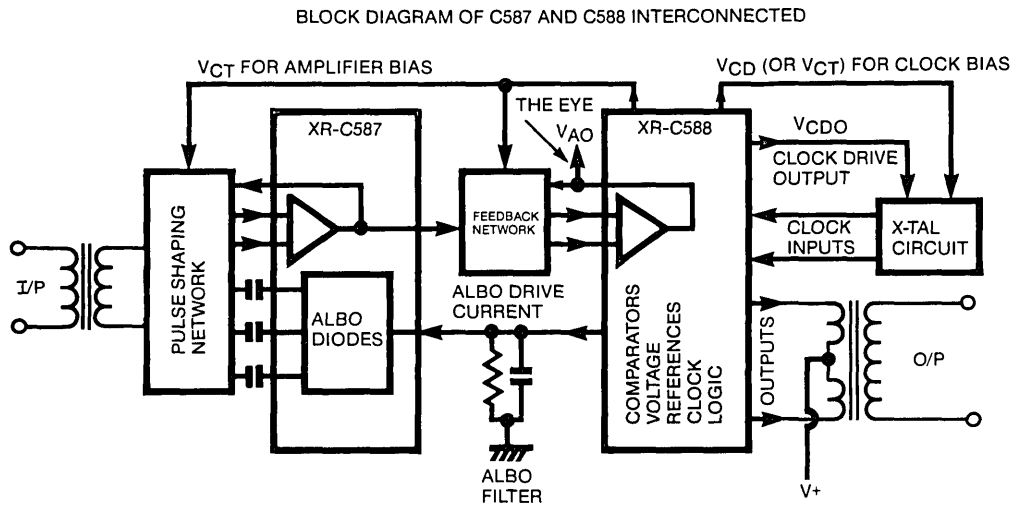 BLOCK DIAGRAM OF C587 AND C588 INTERCONNECTED
VCT FOR AMPLIFIER BIAS
VCD (OR VCT) FOR CLOCK BIAS
THE EYE
VAO
XR-C587
XR-C588
VCDO
CLOCK DRIVE
OUTPUT
PULSE SHAPING
NETWORK
FEEDBACK
NETWORK
CLOCK
INPUTS
X-TAL
CIRCUIT
I/P
ALBO
DIODES
ALBO DRIVE
CURRENT
COMPARATORS
VOLTAGE
REFERENCES
CLOCK
LOGIC
OUTPUTS
O/P
ALBO
FILTER
V+